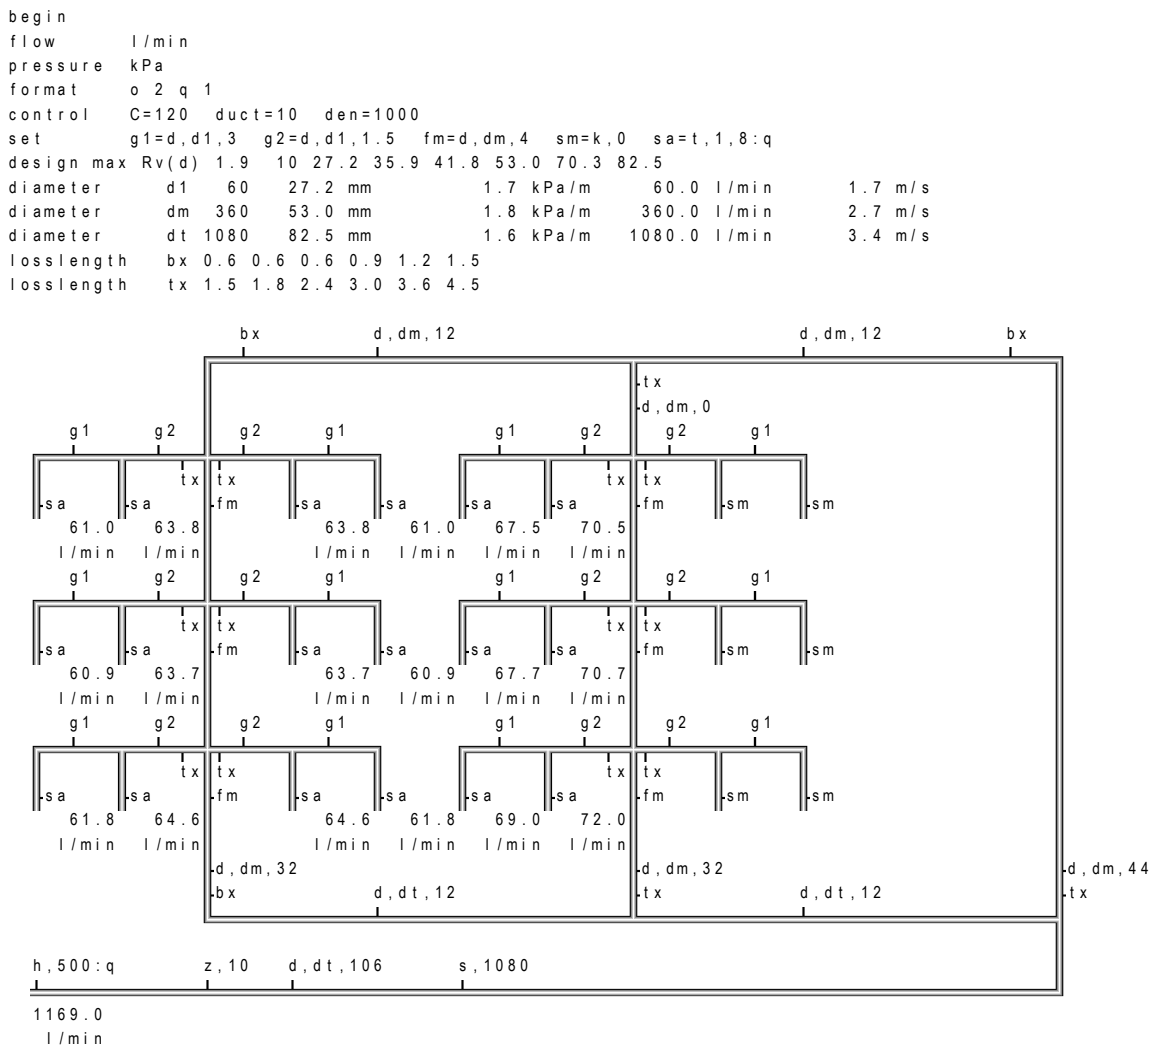 begin
flow l/min
pressure kPa
format o 2 q 1
control C=120 duct=10 den=1000
set g1=d,d1,3 g2=d,d1,1.5 fm=d,dm,4 sm=k,0 sa=t,1,8:q
design max Rv(d) 1.9 10 27.2 35.9 41.8 53.0 70.3 82.5
diameter d1 60 27.2 mm 1.7 kPa/m 60.0 l/min 1.7 m/s
diameter dm 360 53.0 mm 1.8 kPa/m 360.0 l/min 2.7 m/s
diameter dt 1080 82.5 mm 1.6 kPa/m 1080.0 l/min 3.4 m/s
losslength bx 0.6 0.6 0.6 0.9 1.2 1.5
losslength tx 1.5 1.8 2.4 3.0 3.6 4.5
bx d,dm,12 d,dm,12 bx
tx
d,dm,0
g1 g2 g2 g1 g1 g2 g2 g1
tx tx tx tx
sa sa fm sa sa sa sa fm sm sm
61.0 63.8 63.8 61.0 67.5 70.5
l/min l/min l/min l/min l/min l/min
g1 g2 g2 g1 g1 g2 g2 g1
tx tx tx tx
sa sa fm sa sa sa sa fm sm sm
60.9 63.7 63.7 60.9 67.7 70.7
l/min l/min l/min l/min l/min l/min
g1 g2 g2 g1 g1 g2 g2 g1
tx tx tx tx
sa sa fm sa sa sa sa fm sm sm
61.8 64.6 64.6 61.8 69.0 72.0
l/min l/min l/min l/min l/min l/min
d,dm,32 d,dm,32 d,dm,44
bx d,dt,12 tx d,dt,12 tx
h,500:q z,10 d,dt,106 s,1080
1169.0
l/min